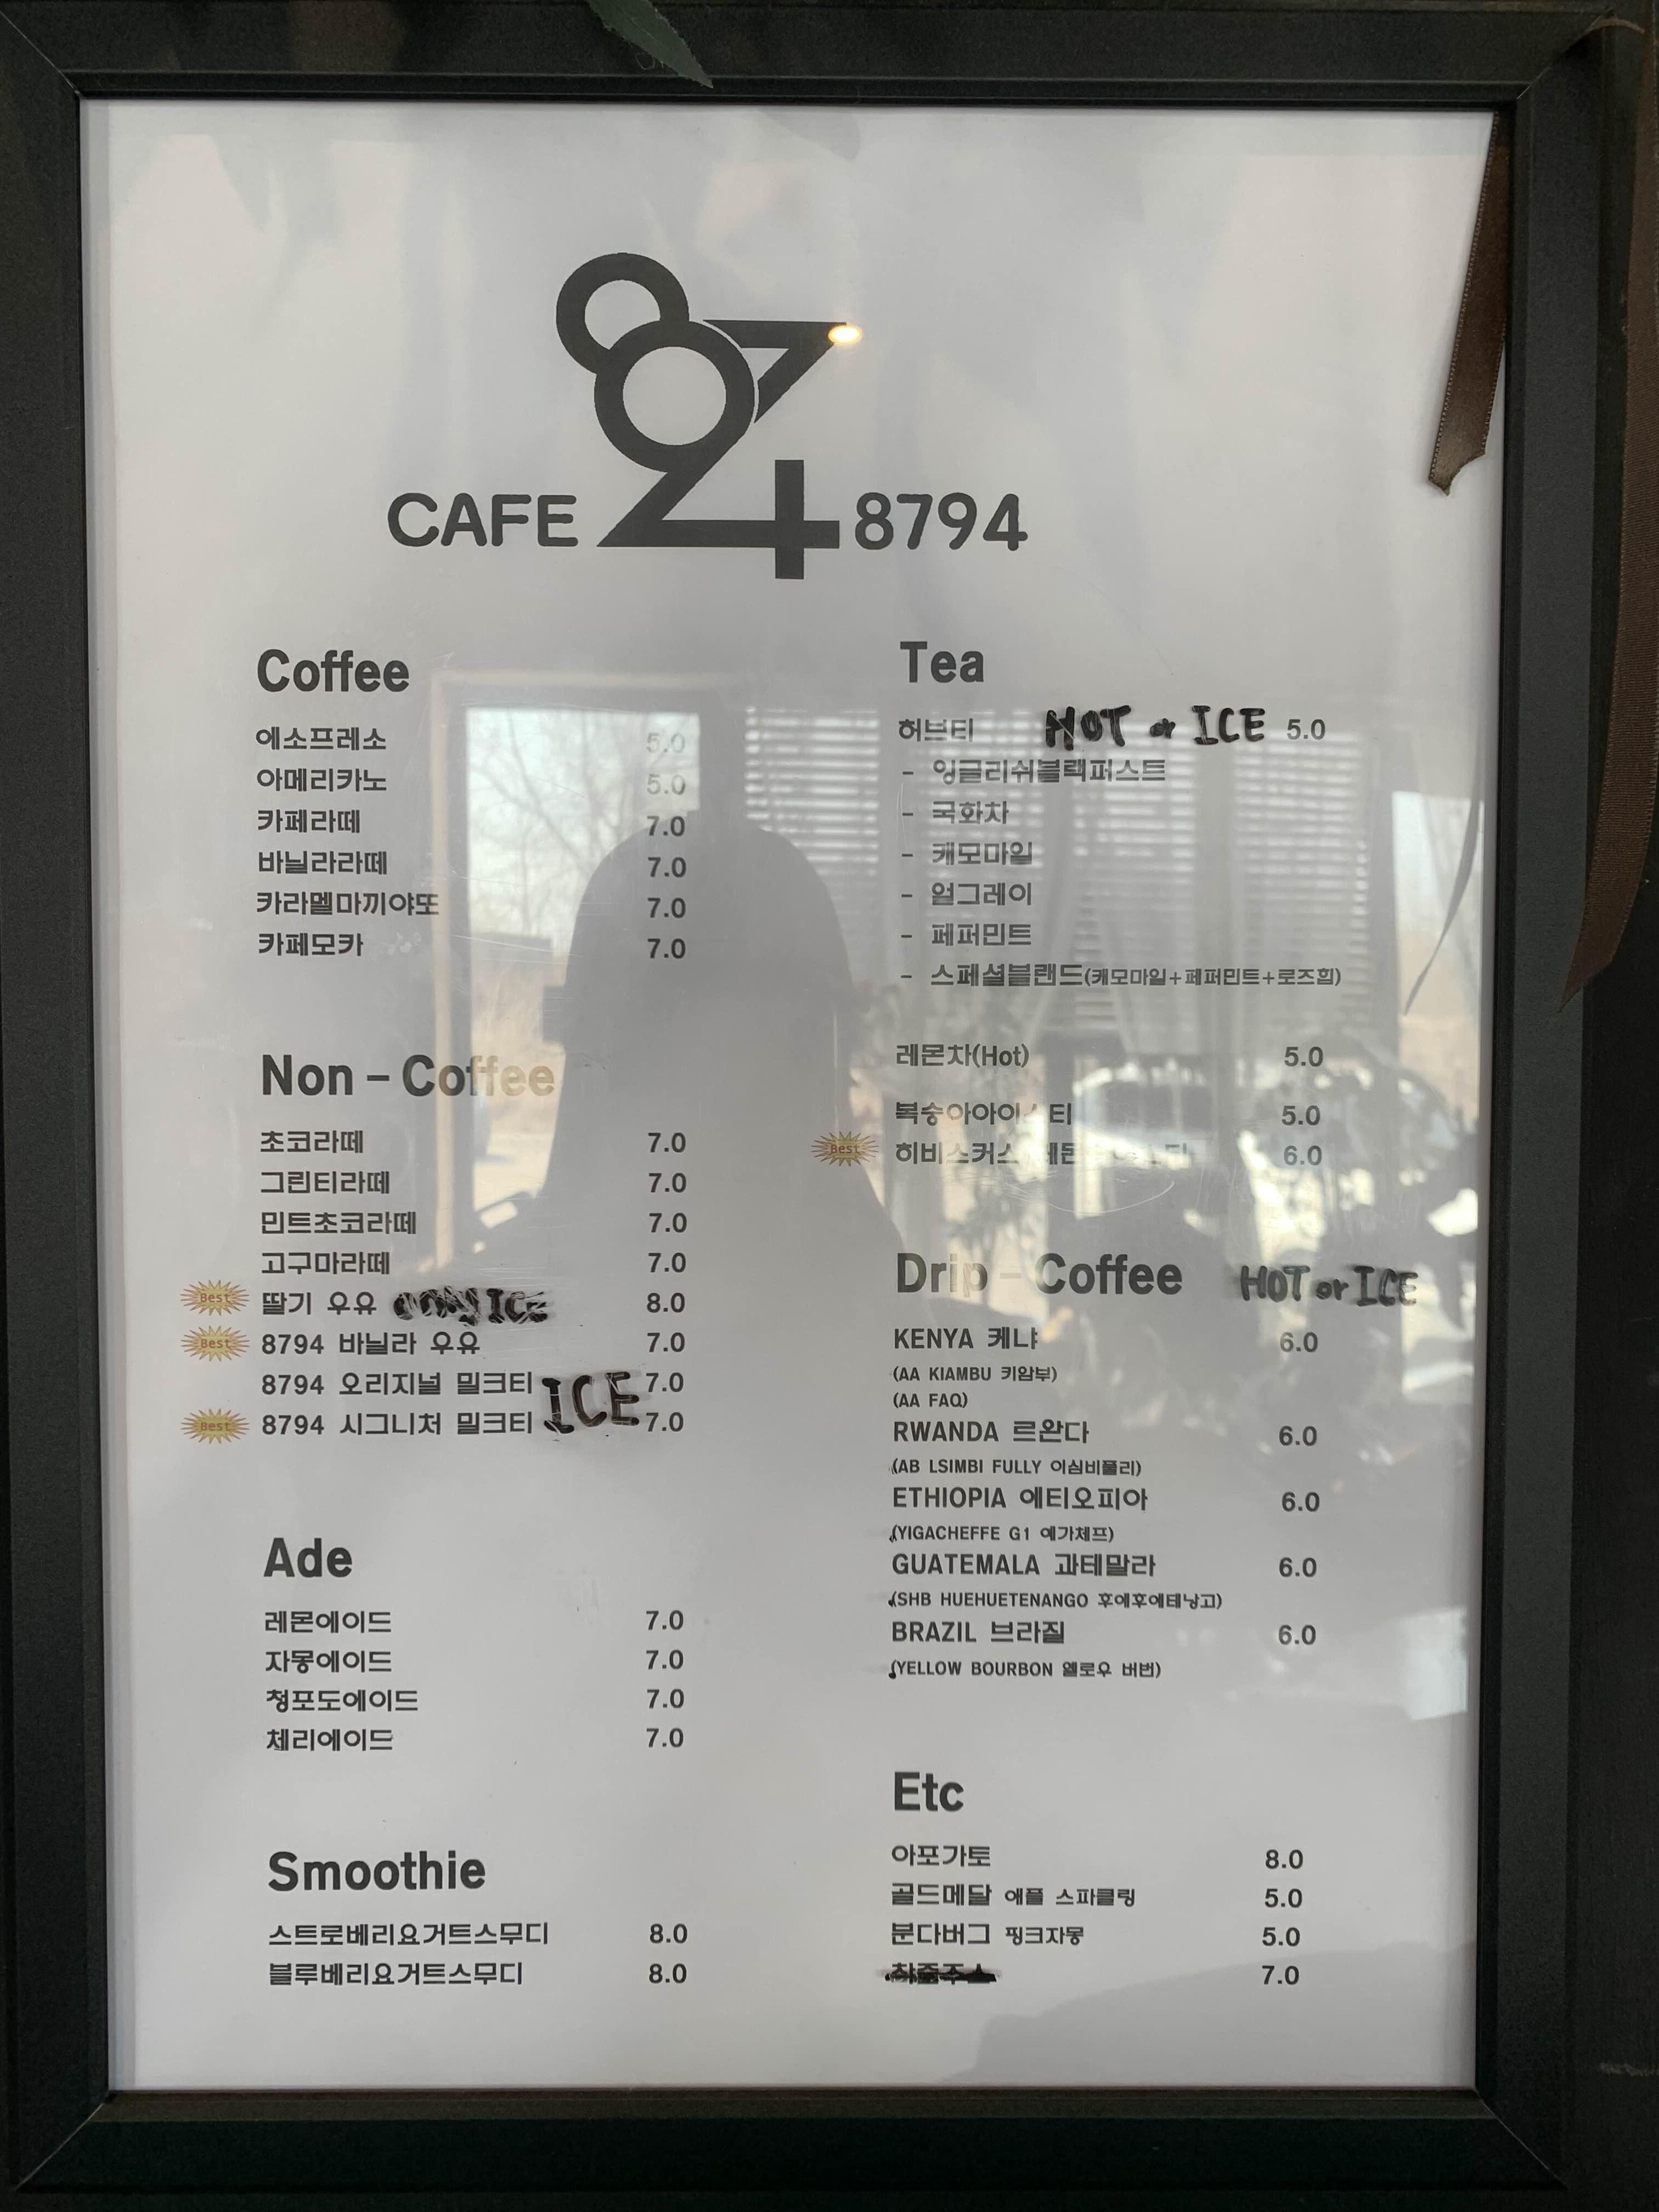 CAFE 8794
Coffee
에소프레소 5.0
아메리카노 5.0
카페라떼 7.0
바닐라라떼 7.0
카라멜마끼야또 7.0
카페모카 7.0
Non - Coffee
초코라떼 7.0
그린티라떼 7.0
민트초코라떼 7.0
고구마라떼 7.0
Best 딸기 우유 ICE 8.0
Best 8794 바닐라 우유 7.0
8794 오리지널 밀크티 ICE 7.0
Best 8794 시그니처 밀크티 7.0
Ade
레몬에이드 7.0
자몽에이드 7.0
청포도에이드 7.0
체리에이드 7.0
Smoothie
스트로베리요거트스무디 8.0
블루베리요거트스무디 8.0
Tea
허브티 HOT or ICE 5.0
- 잉글리쉬블랙퍼스트
- 국화차
- 캐모마일
- 얼그레이
- 페퍼민트
- 스페셜블랜드(캐모마일+페퍼민트+로즈힙)
레몬차(Hot) 5.0
복숭아아이스티 5.0
Best 히비스커스 6.0
Drip - Coffee HOT or ICE
KENYA 케냐 6.0
(AA KIAMBU 키암부)
(AA FAQ)
RWANDA 르완다 6.0
(AB LSIMBI FULLY 이심비풀리)
ETHIOPIA 에티오피아 6.0
(YIGACHEFFE G1 예가체프)
GUATEMALA 과테말라 6.0
(SHB HUEHUETENANGO 후에후에테낭고)
BRAZIL 브라질 6.0
(YELLOW BOURBON 옐로우 버번)
Etc
아포가토 8.0
골드메달 애플 스파클링 5.0
분다버그 핑크자몽 5.0
7.0